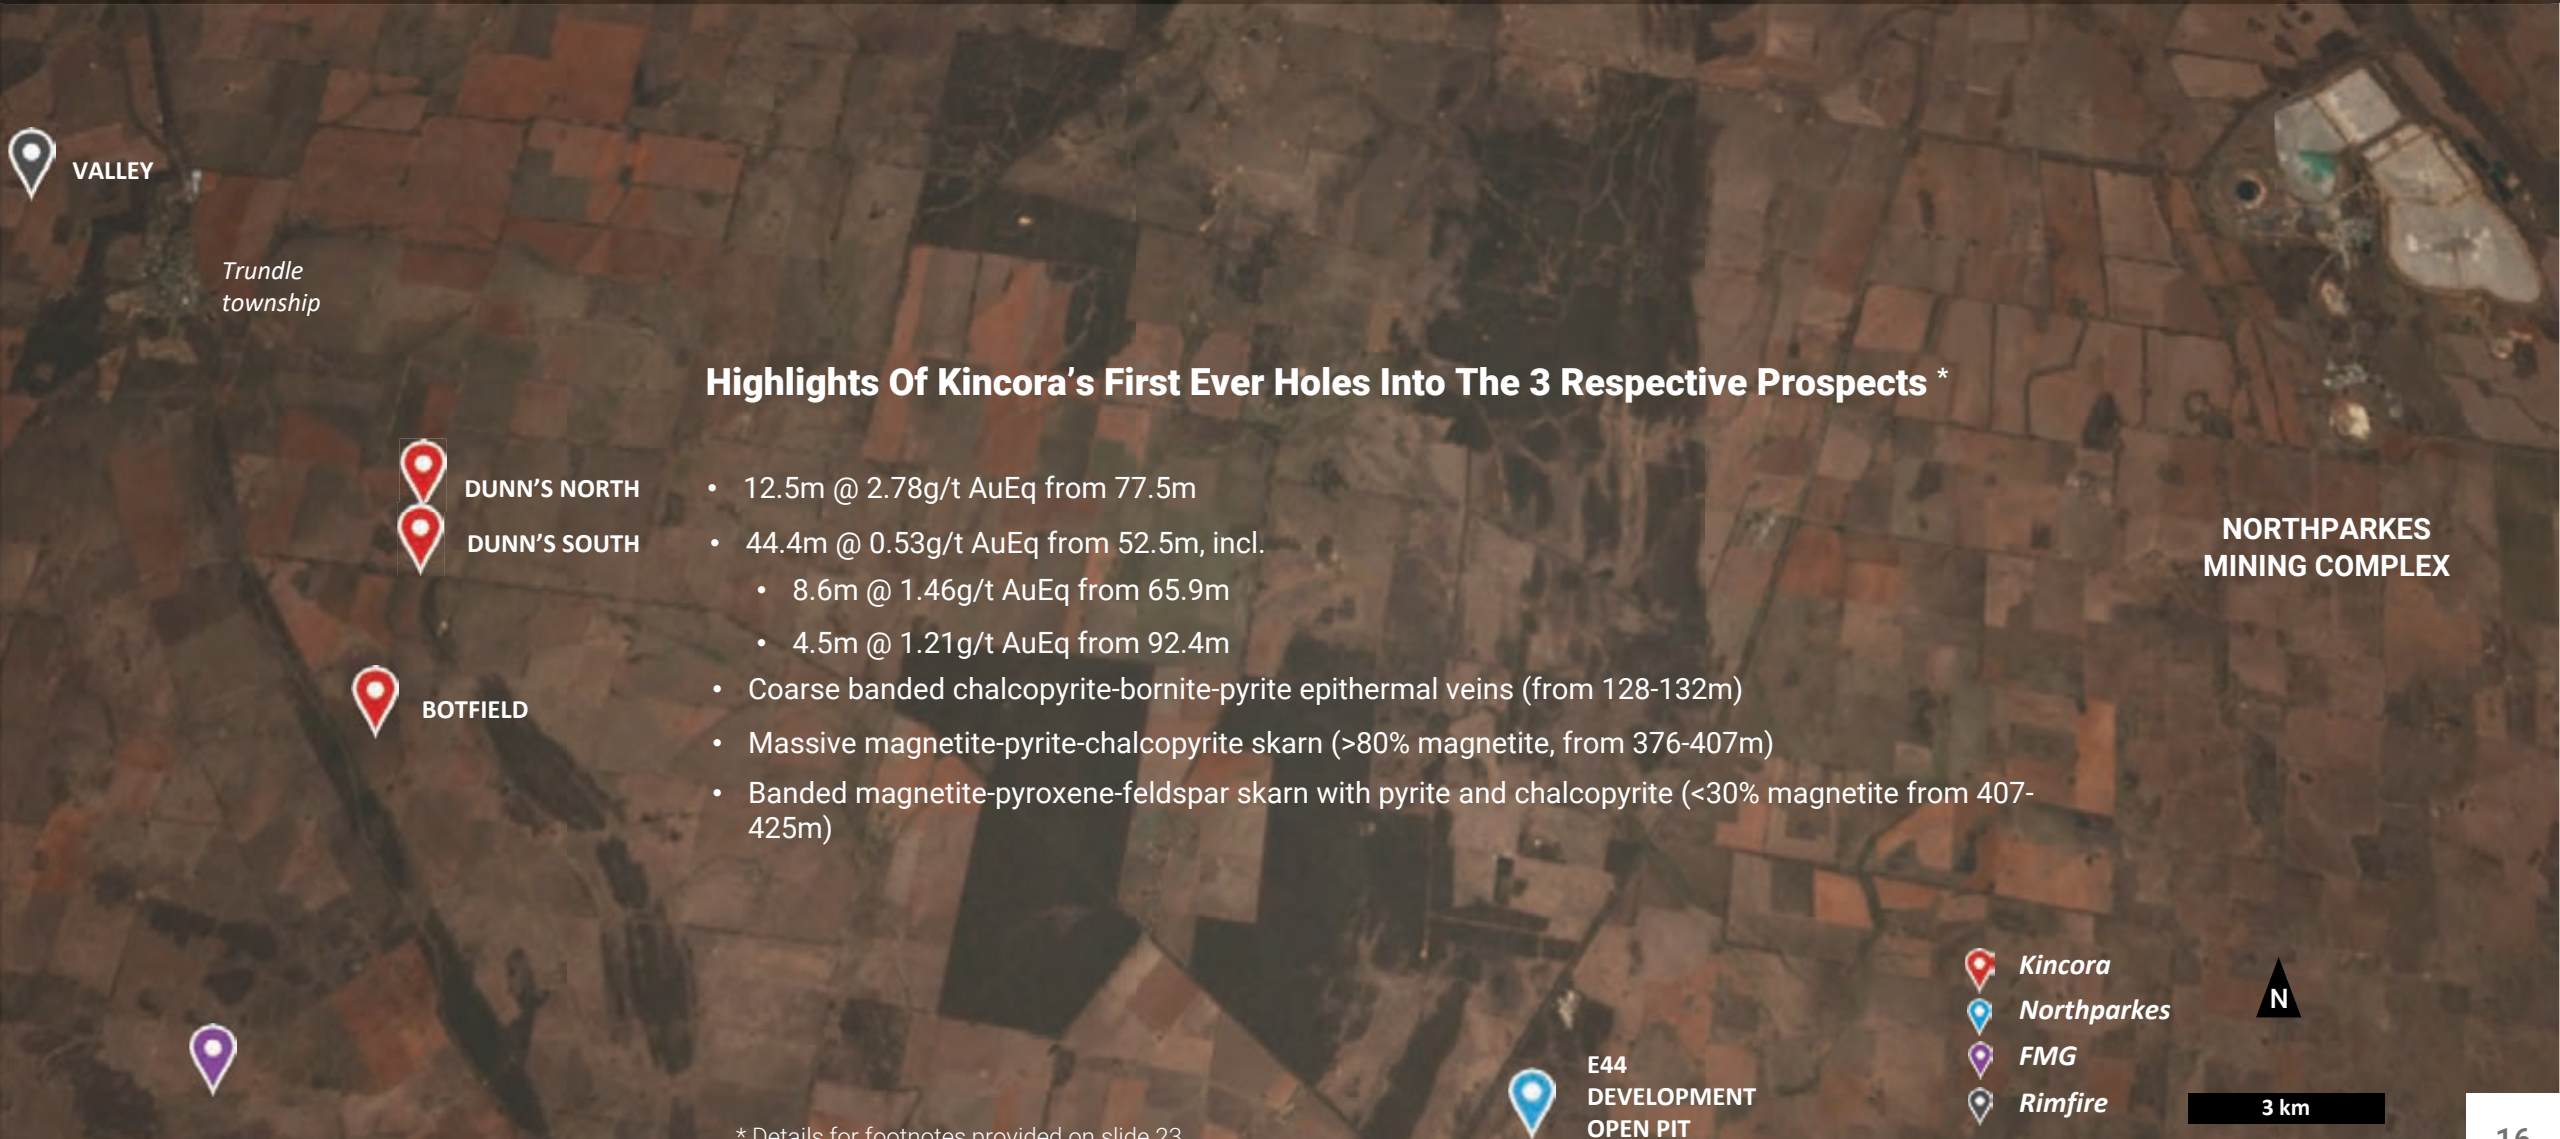 VALLEY
Trundle
township
Highlights Of Kincora’s First Ever Holes Into The 3 Respective Prospects *
DUNN’S NORTH
• 12.5m @ 2.78g/t AuEq from 77.5m
DUNN’S SOUTH
• 44.4m @ 0.53g/t AuEq from 52.5m, incl.
• 8.6m @ 1.46g/t AuEq from 65.9m
• 4.5m @ 1.21g/t AuEq from 92.4m
BOTFIELD
• Coarse banded chalcopyrite-bornite-pyrite epithermal veins (from 128-132m)
• Massive magnetite-pyrite-chalcopyrite skarn (>80% magnetite, from 376-407m)
• Banded magnetite-pyroxene-feldspar skarn with pyrite and chalcopyrite (<30% magnetite from 407-
425m)
NORTHPARKES
MINING COMPLEX
E44
DEVELOPMENT
OPEN PIT
Kincora
Northparkes
FMG
Rimfire
N
3 km
* Details for footnotes provided on slide 23
16